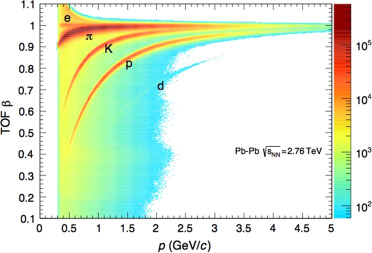 1.1
1
0.9
0.8
0.7
0.6
0.5
0.4
0.3
0.2
0.1
TOF β
e
π
K
p
d
Pb-Pb √sNN=2.76 TeV
0 0.5 1 1.5 2 2.5 3 3.5 4 4.5 5
p (GeV/c)
10⁵
10⁴
10³
10²